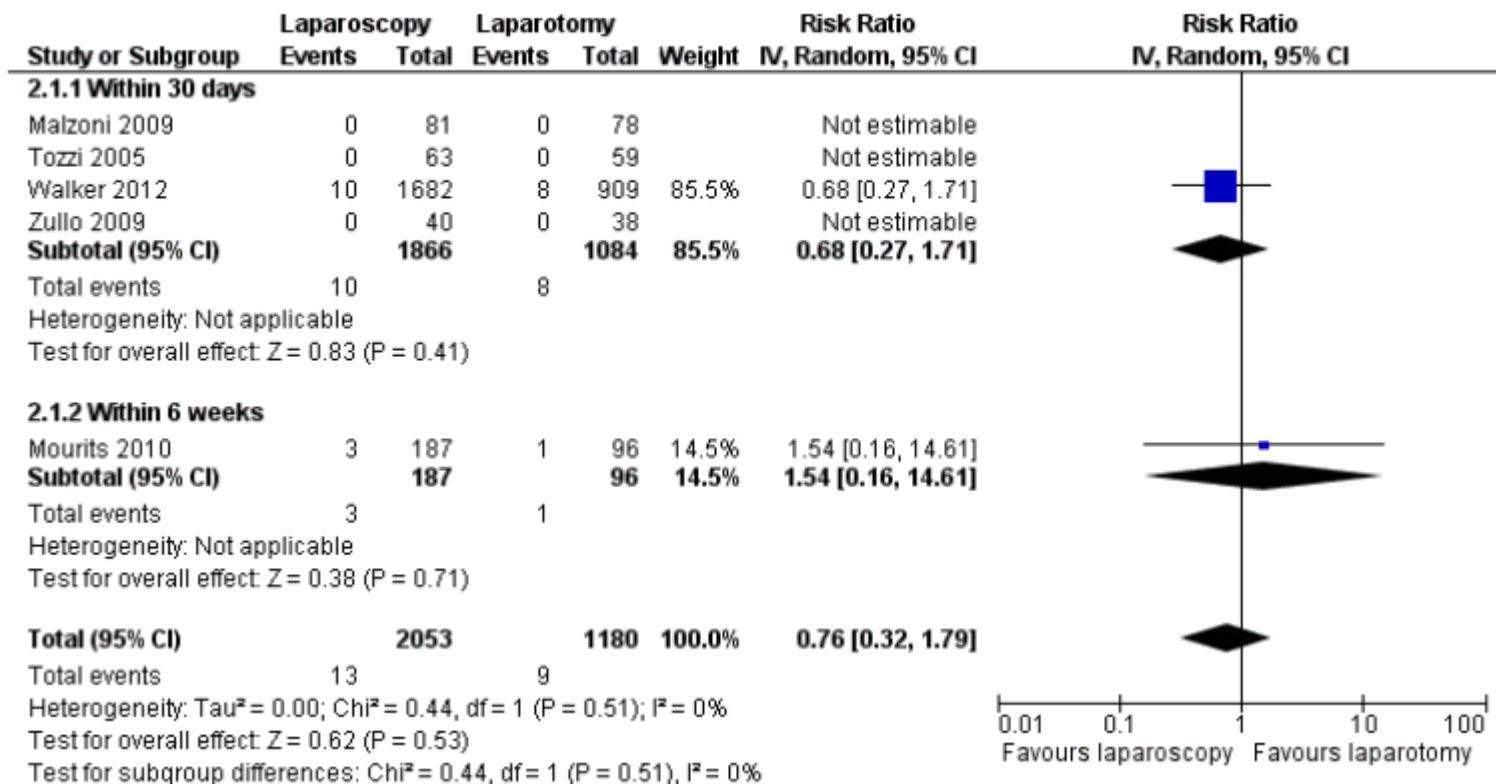 Laparoscopy Laparotomy Risk Ratio Risk Ratio
Study or Subgroup Events Total Events Total Weight IV, Random, 95% CI IV, Random, 95% CI
2.1.1 Within 30 days
Malzoni 2009 0 81 0 78 Not estimable
Tozzi 2005 0 63 0 59 Not estimable
Walker 2012 10 1682 8 909 85.5% 0.68 [0.27, 1.71]
Zullo 2009 0 40 0 38 Not estimable
Subtotal (95% CI) 1866 1084 85.5% 0.68 [0.27, 1.71]
Total events 10 8
Heterogeneity: Not applicable
Test for overall effect: Z = 0.83 (P = 0.41)
2.1.2 Within 6 weeks
Mourits 2010 3 187 1 96 14.5% 1.54 [0.16, 14.61]
Subtotal (95% CI) 187 96 14.5% 1.54 [0.16, 14.61]
Total events 3 1
Heterogeneity: Not applicable
Test for overall effect: Z = 0.38 (P = 0.71)
Total (95% CI) 2053 1180 100.0% 0.76 [0.32, 1.79]
Total events 13 9
Heterogeneity: Tau² = 0.00; Chi² = 0.44, df = 1 (P = 0.51); I² = 0%
Test for overall effect: Z = 0.62 (P = 0.53)
Test for subgroup differences: Chi² = 0.44, df = 1 (P = 0.51), I² = 0%
0.01 0.1 1 10 100
Favours laparoscopy Favours laparotomy